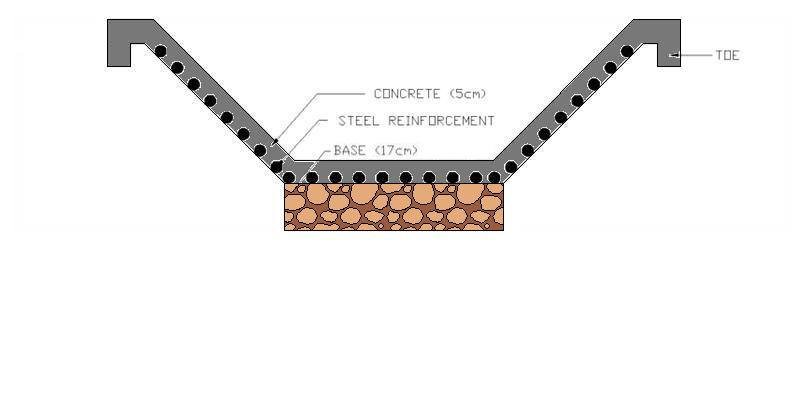 TOE
CONCRETE (5cm)
STEEL REINFORCEMENT
BASE (17cm)